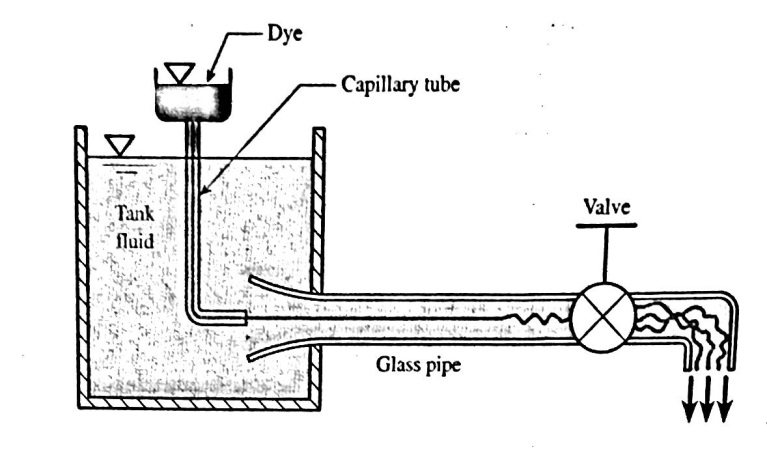 Dye
Capillary tube
Tank
fluid
Valve
Glass pipe